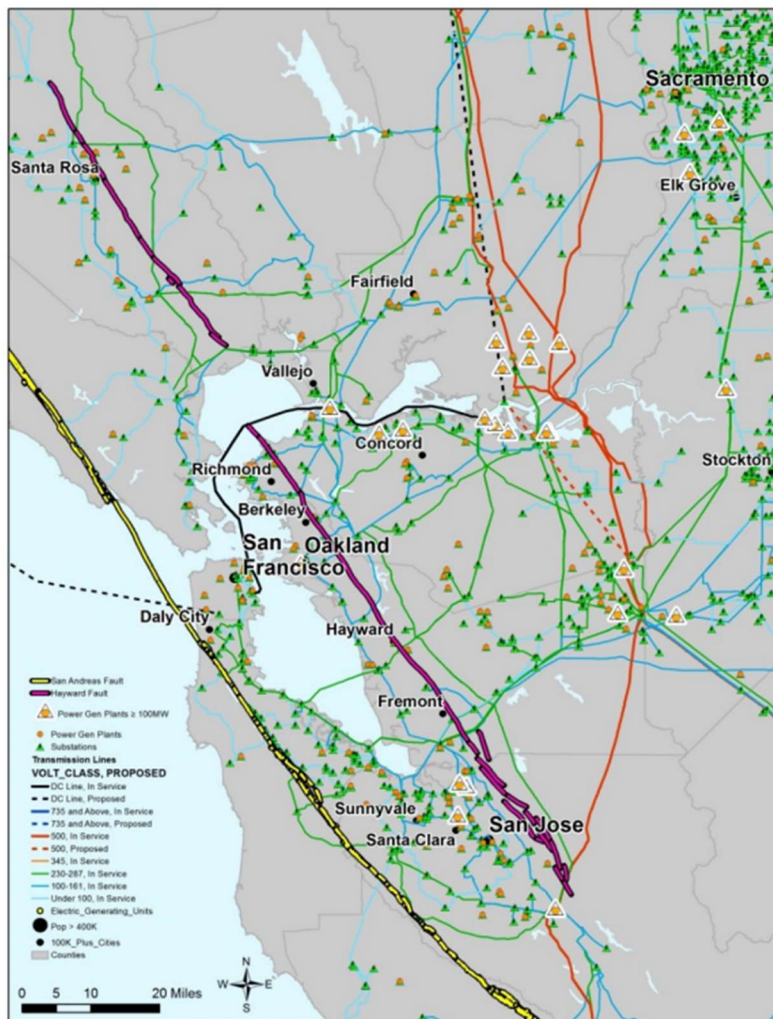 Sacramento
Santa Rosa
Elk Grove
Fairfield
Vallejo
Concord
Stockton
Richmond
Berkeley
San
Francisco
Oakland
Daly City
Hayward
Fremont
Sunnyvale
Santa Clara
San Jose
San Andreas Fault
Hayward Fault
Power Gen Plants ≥ 100MW
Power Gen Plants
Substations
Transmission Lines
VOLT_CLASS, PROPOSED
DC Line, In Service
DC Line, Proposed
735 and Above, In Service
735 and Above, Proposed
500, In Service
500, Proposed
345, In Service
230-287, In Service
100-161, In Service
Under 100, In Service
Electric_Generating_Units
Pop > 400K
100K_Plus_Cities
Counties
N
W E
S
0 5 10 20 Miles